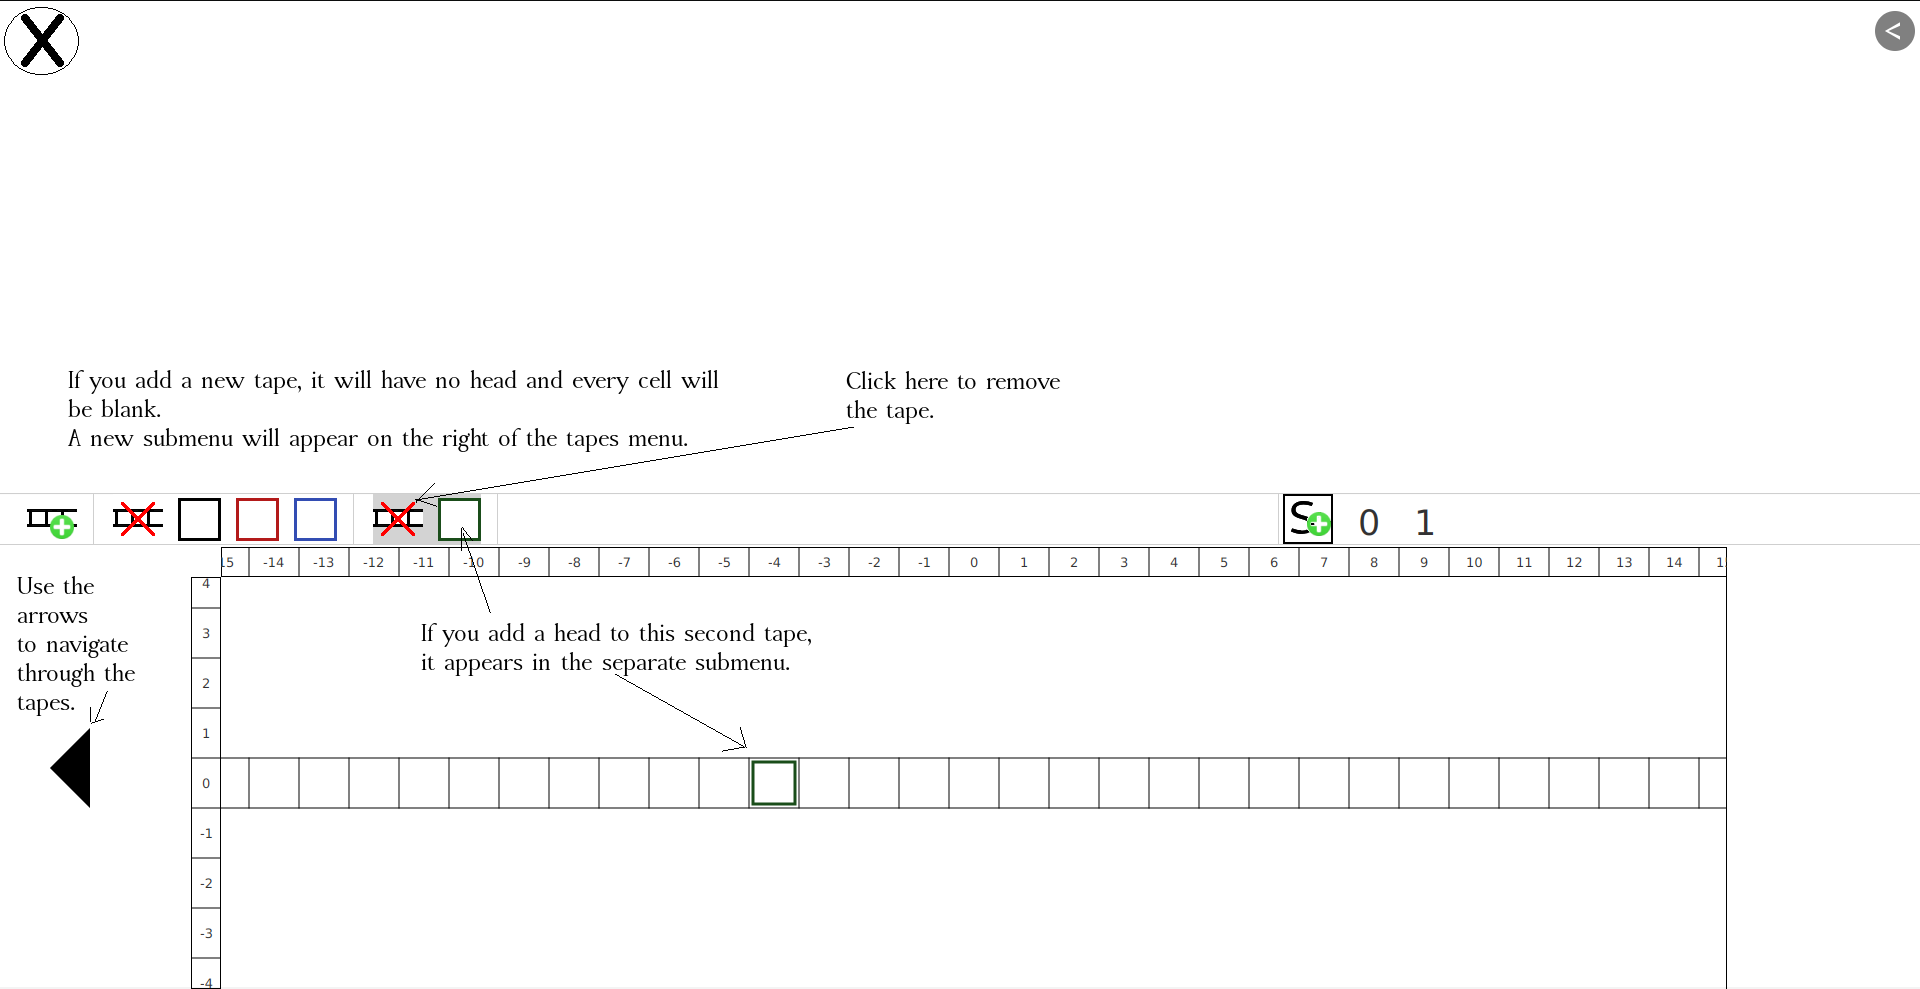 X
<
If you add a new tape, it will have no head and every cell will
be blank.
A new submenu will appear on the right of the tapes menu.
Click here to remove
the tape.
S 0 1
15 -14 -13 -12 -11 -10 -9 -8 -7 -6 -5 -4 -3 -2 -1 0 1 2 3 4 5 6 7 8 9 10 11 12 13 14 1
Use the
arrows
to navigate
through the
tapes.
4
3
2
1
0
-1
-2
-3
-4
If you add a head to this second tape,
it appears in the separate submenu.